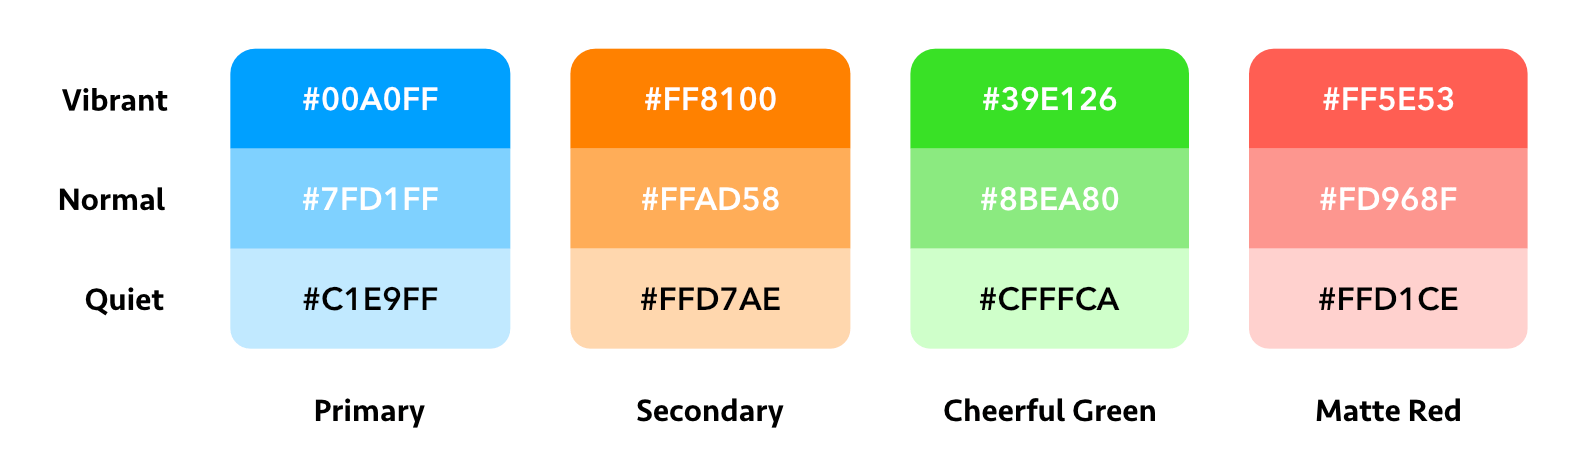 Vibrant #00A0FF #FF8100 #39E126 #FF5E53
Normal #7FD1FF #FFAD58 #8BEA80 #FD968F
Quiet #C1E9FF #FFD7AE #CFFFCA #FFD1CE
Primary Secondary Cheerful Green Matte Red